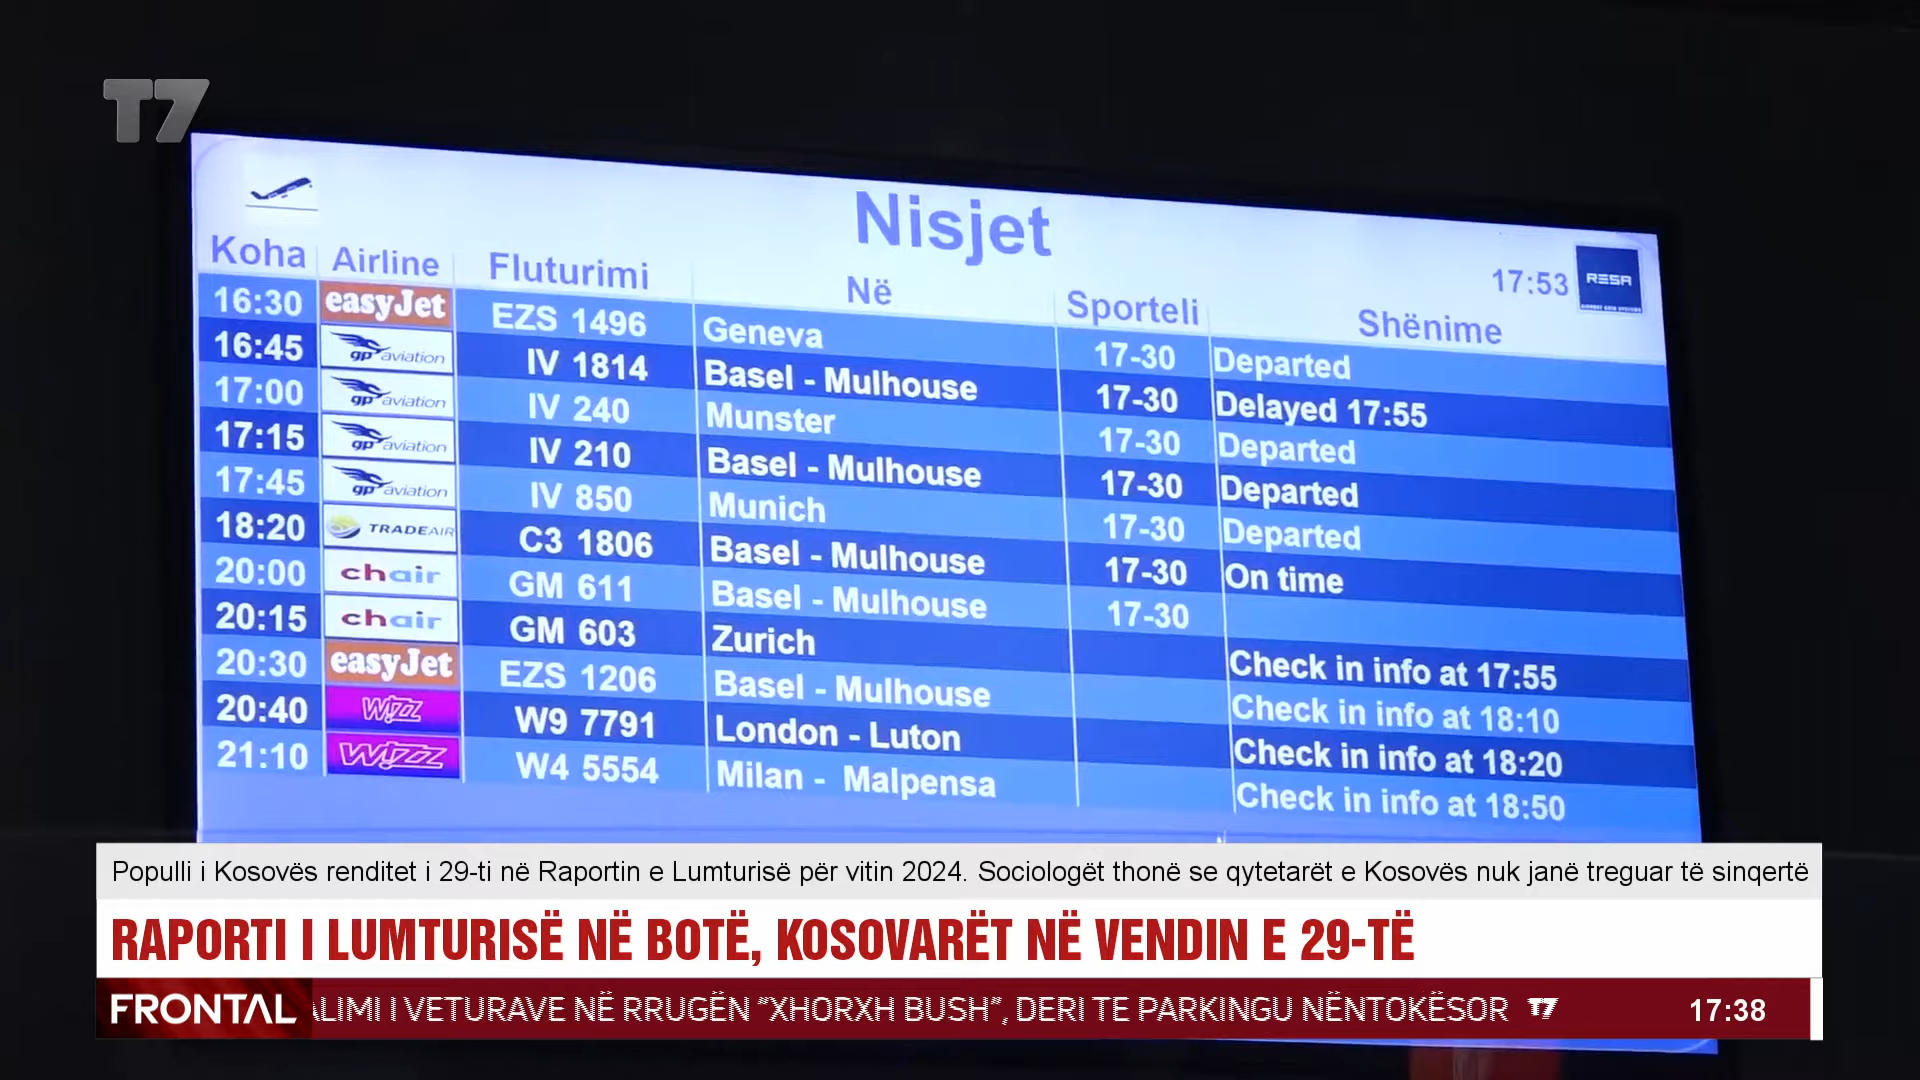 T7
Nisjet
17:53
RESA
Koha Airline Fluturimi Në Sporteli Shënime
16:30 easyJet EZS 1496 Geneva 17-30 Departed
16:45 gp aviation IV 1814 Basel - Mulhouse 17-30 Delayed 17:55
17:00 gp aviation IV 240 Munster 17-30 Departed
17:15 gp aviation IV 210 Basel - Mulhouse 17-30 Departed
17:45 gp aviation IV 850 Munich 17-30 Departed
18:20 TRADEAIR C3 1806 Basel - Mulhouse 17-30 On time
20:00 chair GM 611 Basel - Mulhouse 17-30
20:15 chair GM 603 Zurich Check in info at 17:55
20:30 easyJet EZS 1206 Basel - Mulhouse Check in info at 18:10
20:40 WIZZ W9 7791 London - Luton Check in info at 18:20
21:10 WIZZ W4 5554 Milan - Malpensa Check in info at 18:50
Populli i Kosovës renditet i 29-ti në Raportin e Lumturisë për vitin 2024. Sociologët thonë se qytetarët e Kosovës nuk janë treguar të sinqertë
RAPORTI I LUMTURISË NË BOTË, KOSOVARËT NË VENDIN E 29-TË
FRONTAL ALIMI I VETURAVE NË RRUGËN “XHORXH BUSH”, DERI TE PARKINGU NËNTOKËSOR T7 17:38